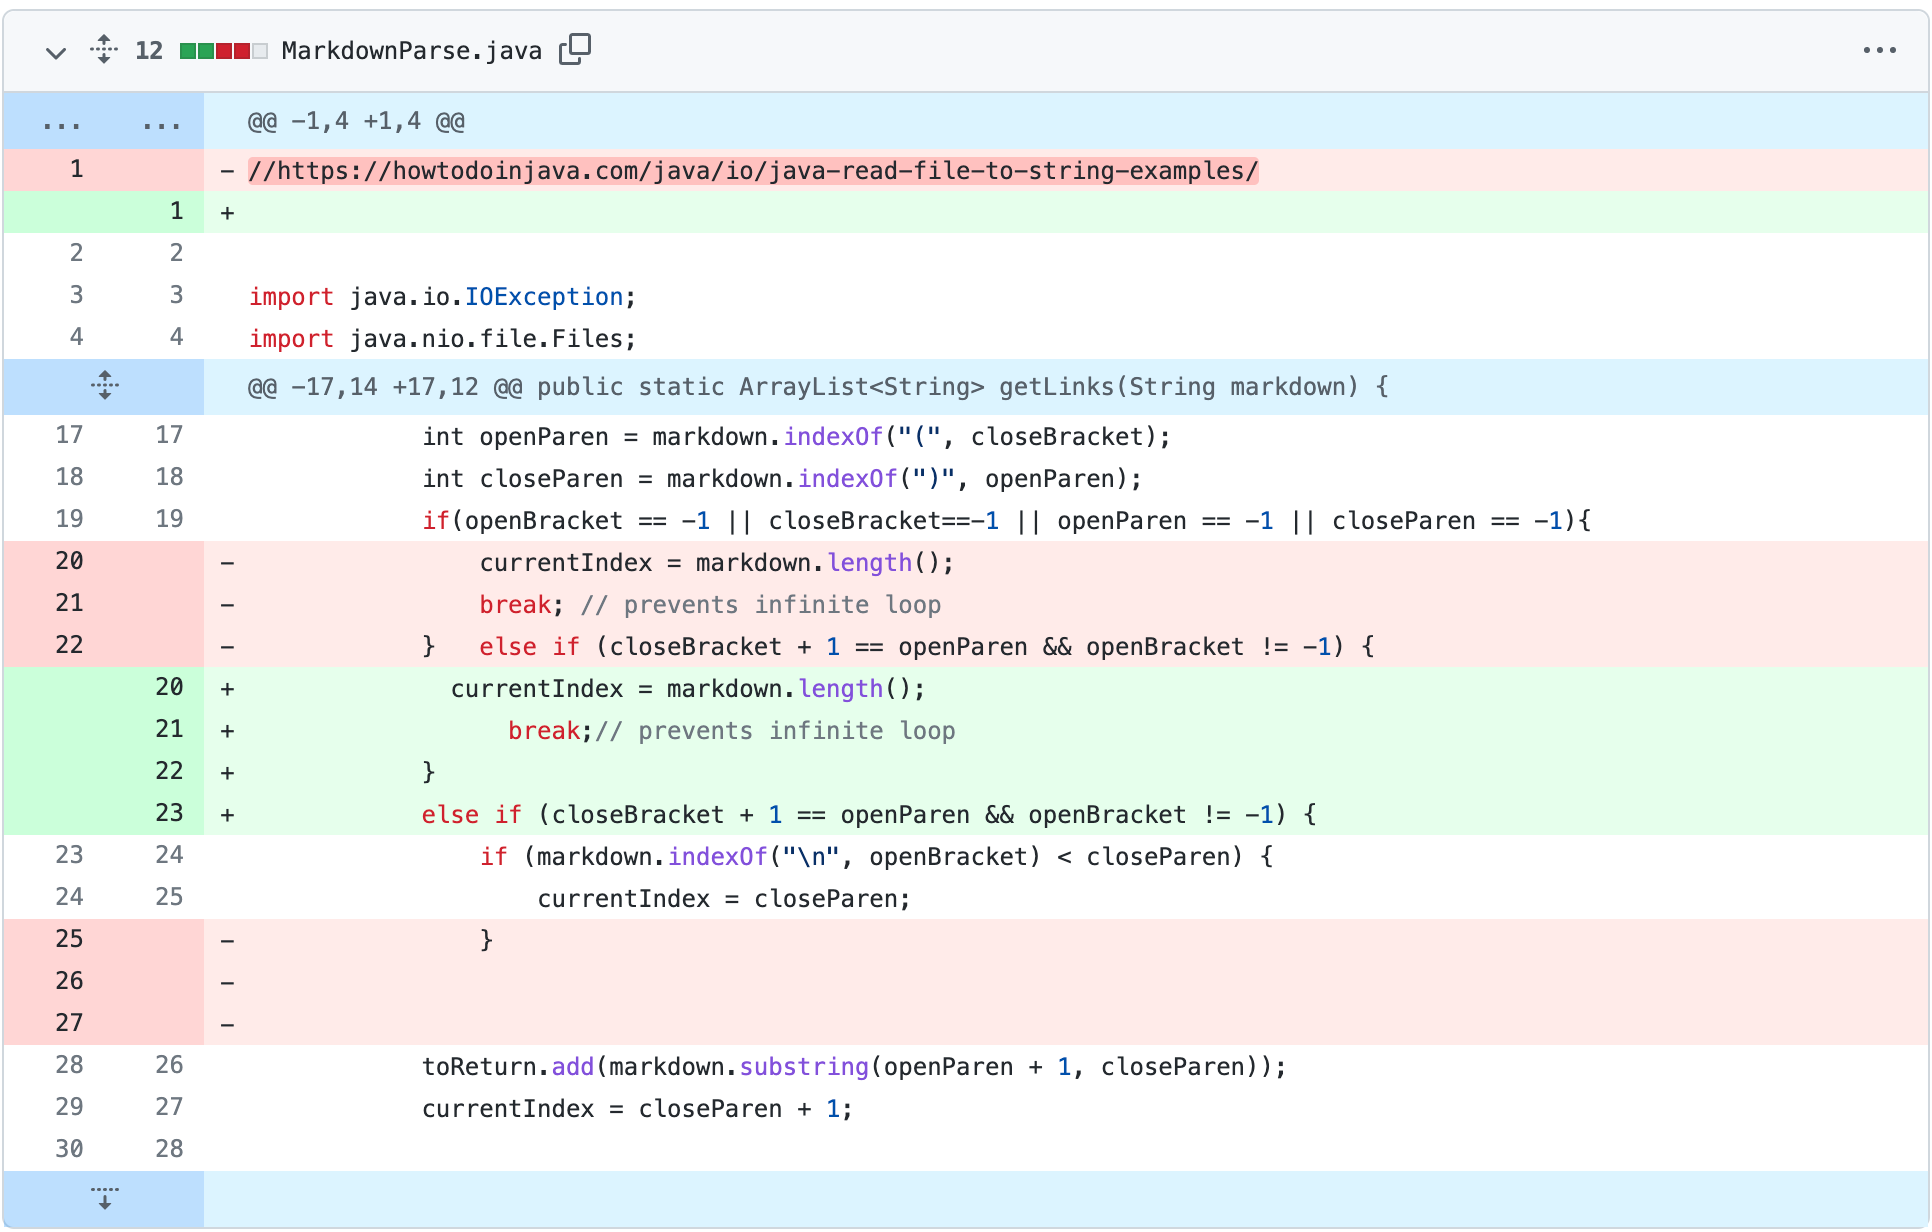 12 MarkdownParse.java ...
... ... @@ -1,4 +1,4 @@
1 - //https://howtodoinjava.com/java/io/java-read-file-to-string-examples/
1 +
2 2
3 3 import java.io.IOException;
4 4 import java.nio.file.Files;
@@ -17,14 +17,12 @@ public static ArrayList<String> getLinks(String markdown) {
17 17 int openParen = markdown.indexOf("(", closeBracket);
18 18 int closeParen = markdown.indexOf(")", openParen);
19 19 if(openBracket == -1 || closeBracket==-1 || openParen == -1 || closeParen == -1){
20 - currentIndex = markdown.length();
21 - break; // prevents infinite loop
22 - }   else if (closeBracket + 1 == openParen && openBracket != -1) {
20 + currentIndex = markdown.length();
21 + break;// prevents infinite loop
22 + }
23 + else if (closeBracket + 1 == openParen && openBracket != -1) {
23 24 if (markdown.indexOf("\n", openBracket) < closeParen) {
24 25 currentIndex = closeParen;
25 - }
26 -
27 -
28 26 toReturn.add(markdown.substring(openParen + 1, closeParen));
29 27 currentIndex = closeParen + 1;
30 28